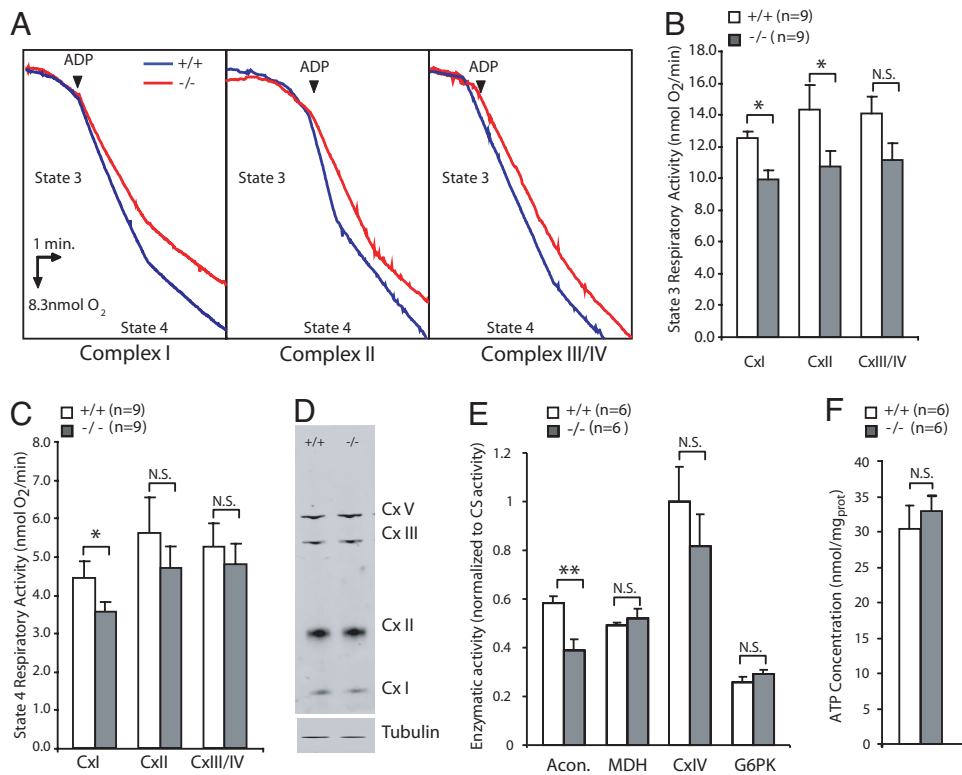 A
ADP
+/+
-/-
State 3
1 min.
8.3nmol O2
State 4
Complex I
ADP
State 3
State 4
Complex II
ADP
State 3
State 4
Complex III/IV
B
+/+ (n=9)
-/- (n=9)
State 3 Respiratory Activity (nmol O2/min)
18.0
16.0
14.0
12.0
10.0
8.0
6.0
4.0
2.0
0.0
*
*
N.S.
CxI
CxII
CxIII/IV
C
+/+ (n=9)
-/- (n=9)
State 4 Respiratory Activity (nmol O2/min)
8.0
7.0
6.0
5.0
4.0
3.0
2.0
1.0
0.0
*
N.S.
N.S.
CxI
CxII
CxIII/IV
D
+/+ -/-
Cx V
Cx III
Cx II
Cx I
Tubulin
E
+/+ (n=6)
-/- (n=6)
Enzymatic activity (normalized to CS activity)
1.2
1
0.8
0.6
0.4
0.2
0
**
N.S.
N.S.
N.S.
Acon.
MDH
CxIV
G6PK
F
+/+ (n=6)
-/- (n=6)
ATP Concentration (nmol/mgprot)
40
35
30
25
20
15
10
5
0
N.S.